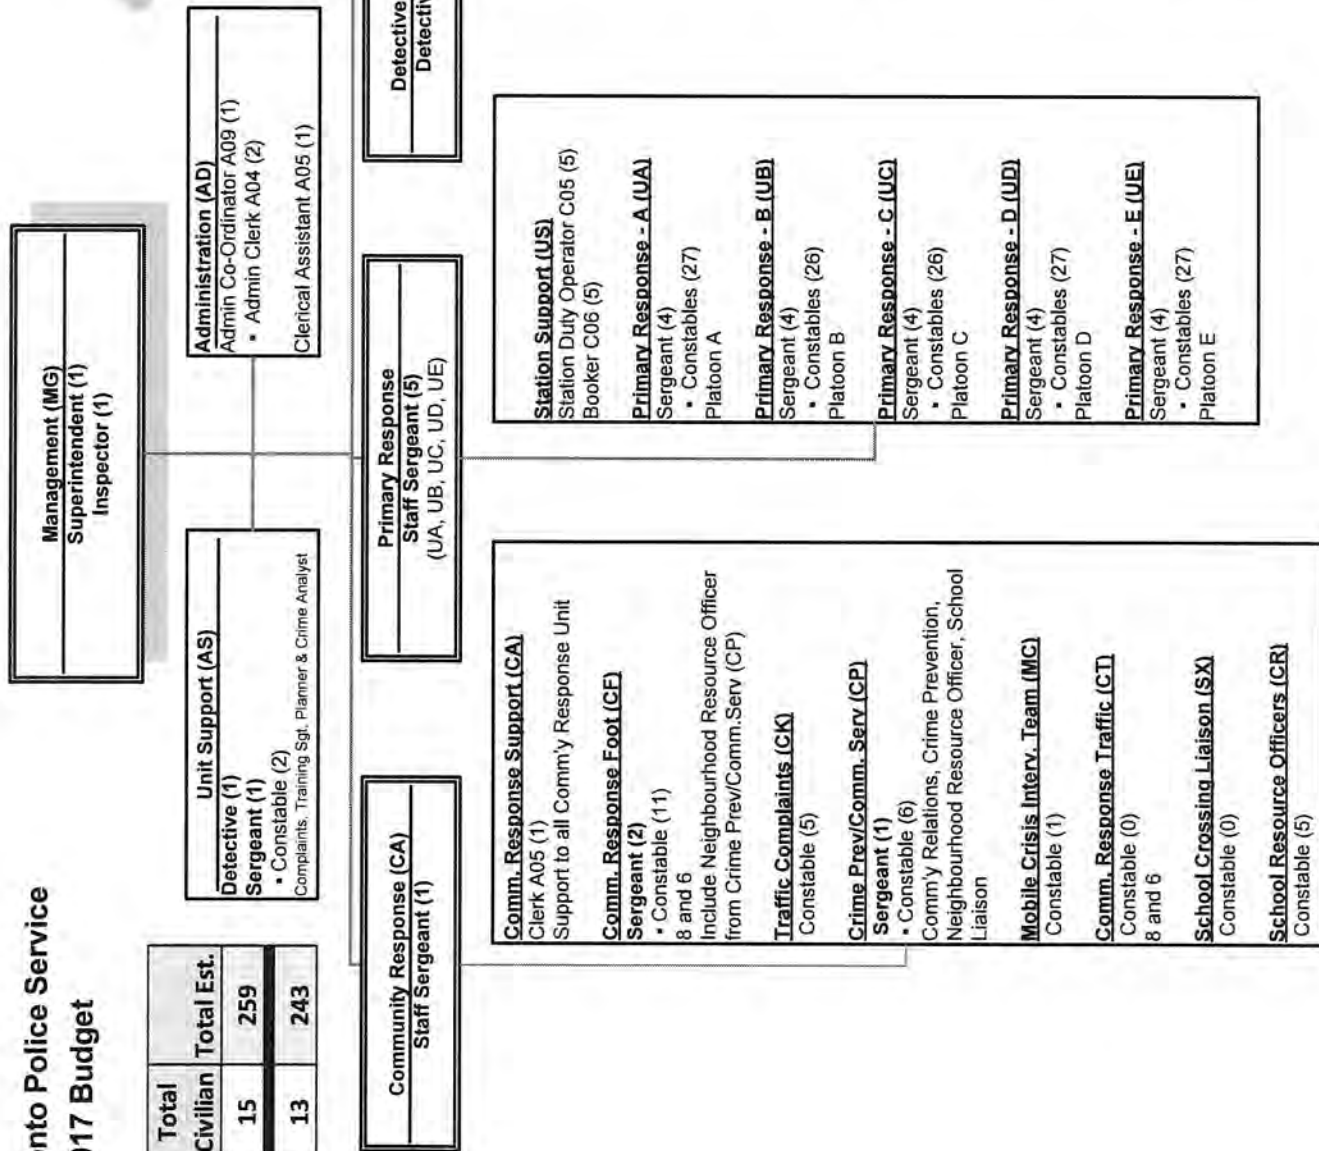 onto Police Service
017 Budget
Total
Civilian Total Est.
15 259
13 243
Management (MG)
Superintendent (1)
Inspector (1)
Unit Support (AS)
Detective (1)
Sergeant (1)
• Constable (2)
Complaints, Training Sgt, Planner & Crime Analyst
Administration (AD)
Admin Co-Ordinator A09 (1)
• Admin Clerk A04 (2)
Clerical Assistant A05 (1)
Community Response (CA)
Staff Sergeant (1)
Primary Response
Staff Sergeant (5)
(UA, UB, UC, UD, UE)
Detective
Detectiv
Comm. Response Support (CA)
Clerk A05 (1)
Support to all Comm'y Response Unit
Comm. Response Foot (CF)
Sergeant (2)
• Constable (11)
8 and 6
Include Neighbourhood Resource Officer
from Crime Prev/Comm.Serv (CP)
Traffic Complaints (CK)
Constable (5)
Crime Prev/Comm. Serv (CP)
Sergeant (1)
• Constable (6)
Comm'y Relations, Crime Prevention,
Neighbourhood Resource Officer, School
Liaison
Mobile Crisis Interv. Team (MC)
Constable (1)
Comm. Response Traffic (CT)
Constable (0)
8 and 6
School Crossing Liaison (SX)
Constable (0)
School Resource Officers (CR)
Constable (5)
Station Support (US)
Station Duty Operator C05 (5)
Booker C06 (5)
Primary Response - A (UA)
Sergeant (4)
• Constables (27)
Platoon A
Primary Response - B (UB)
Sergeant (4)
• Constables (26)
Platoon B
Primary Response - C (UC)
Sergeant (4)
• Constables (26)
Platoon C
Primary Response - D (UD)
Sergeant (4)
• Constables (27)
Platoon D
Primary Response - E (UE)
Sergeant (4)
• Constables (27)
Platoon E